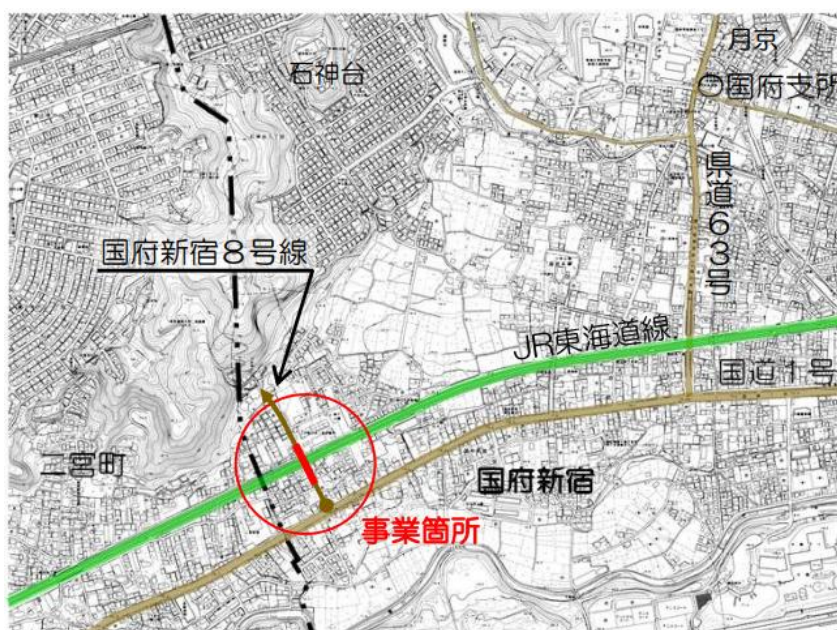 月京
石神台
国府支所
県道63号
国府新宿8号線
JR東海道線
国道1号
二宮町
国府新宿
事業箇所